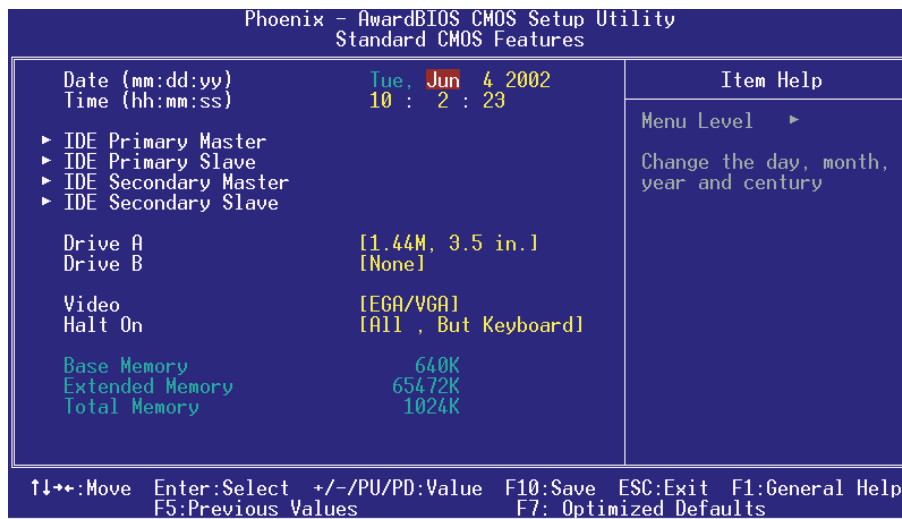 Phoenix - AwardBIOS CMOS Setup Utility
Standard CMOS Features
Date (mm:dd:yy) Tue, Jun 4 2002
Time (hh:mm:ss) 10 : 2 : 23
► IDE Primary Master
► IDE Primary Slave
► IDE Secondary Master
► IDE Secondary Slave
Drive A [1.44M, 3.5 in.]
Drive B [None]
Video [EGA/VGA]
Halt On [All , But Keyboard]
Base Memory 640K
Extended Memory 65472K
Total Memory 1024K
Item Help
Menu Level ►
Change the day, month,
year and century
↑↓→←:Move Enter:Select +/-/PU/PD:Value F10:Save ESC:Exit F1:General Help
F5:Previous Values F7: Optimized Defaults